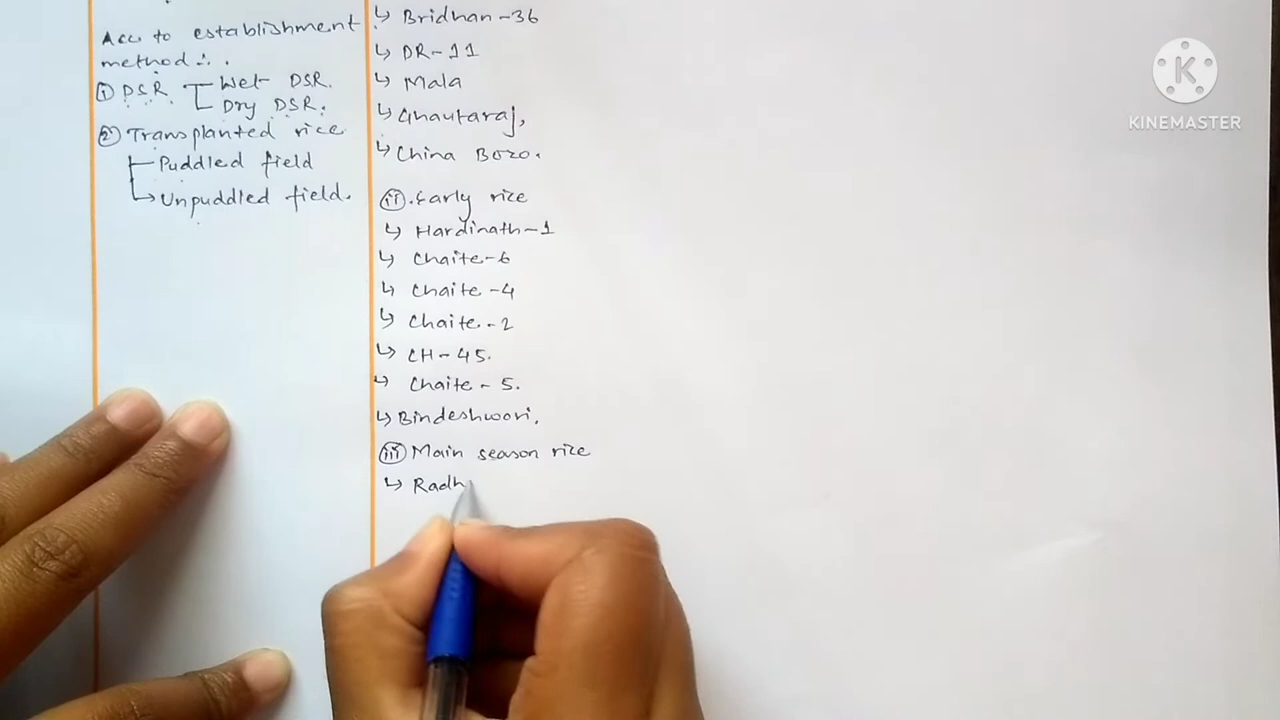 Acc. to establishment
method :- .
① DSR Wet DSR.
Dry DSR.
② Transplanted rice
Puddled field
Unpuddled field.
↳ Bridhan-36
↳ DR-11
↳ Mala
↳ Ghautaraj,
↳ China Boro.
ⅱ. Early rice
↳ Hardinath-1
↳ Chaite-6
↳ Chaite-4
↳ Chaite-2
↳ CH-45.
↳ Chaite-5.
↳ Bindeshwori.
ⅲ Main season rice
↳ Radh
K
KINEMASTER